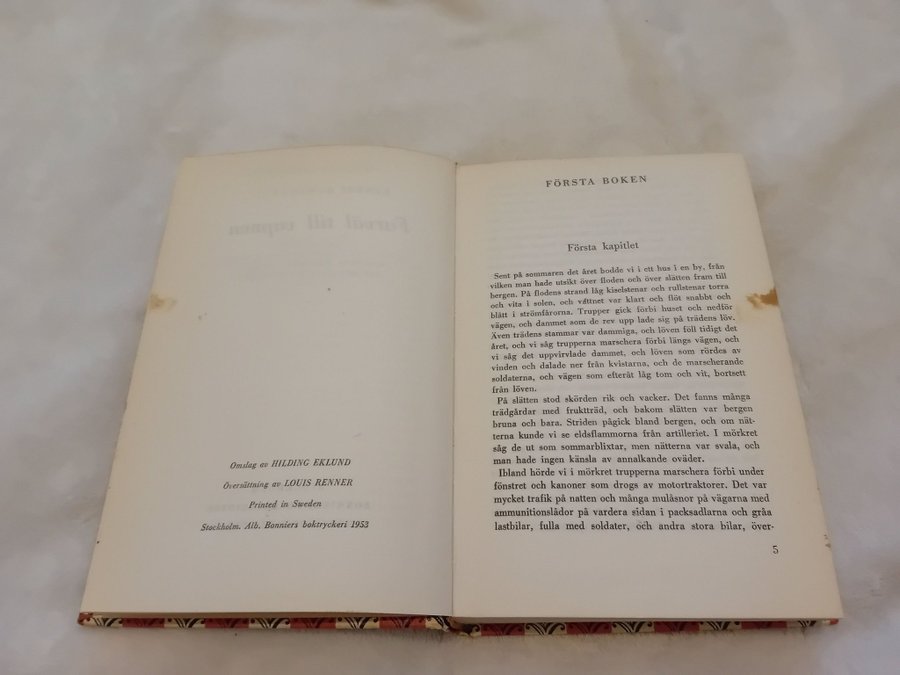 Omslag av HILDING EKLUND
Översättning av LOUIS RENNER
Printed in Sweden
Stockholm. Alb. Bonniers boktryckeri 1953
FÖRSTA BOKEN
Första kapitlet
Sent på sommaren det året bodde vi i ett hus i en by, från
vilken man hade utsikt över floden och över slätten fram till
bergen. På flodens strand låg kiselstenar och rullstenar torra
och vita i solen, och vattnet var klart och flöt snabbt och
blått i strömfårorna. Trupper gick förbi huset och nedför
vägen, och dammet som de rev upp lade sig på trädens löv.
Även trädens stammar var dammiga, och löven föll tidigt det
året, och vi såg trupperna marschera förbi längs vägen, och
vi såg det uppvirvlade dammet, och löven som rördes av
vinden och dalade ner från kvistarna, och de marscherande
soldaterna, och vägen som efteråt låg tom och vit, bortsett
från löven.
På slätten stod skörden rik och vacker. Det fanns många
trädgårdar med fruktträd, och bakom slätten var bergen
bruna och bara. Striden pågick bland bergen, och om nät-
terna kunde vi se eldsflammorna från artilleriet. I mörkret
såg de ut som sommarblixtar, men nätterna var svala, och
man hade ingen känsla av annalkande oväder.
Ibland hörde vi i mörkret trupperna marschera förbi under
fönstret och kanoner som drogs av motortraktorer. Det var
mycket trafik på natten och många mulåsnor på vägarna med
ammunitionslådor på vardera sidan i packsadlarna och gråa
lastbilar, fulla med soldater, och andra stora bilar, över-
5